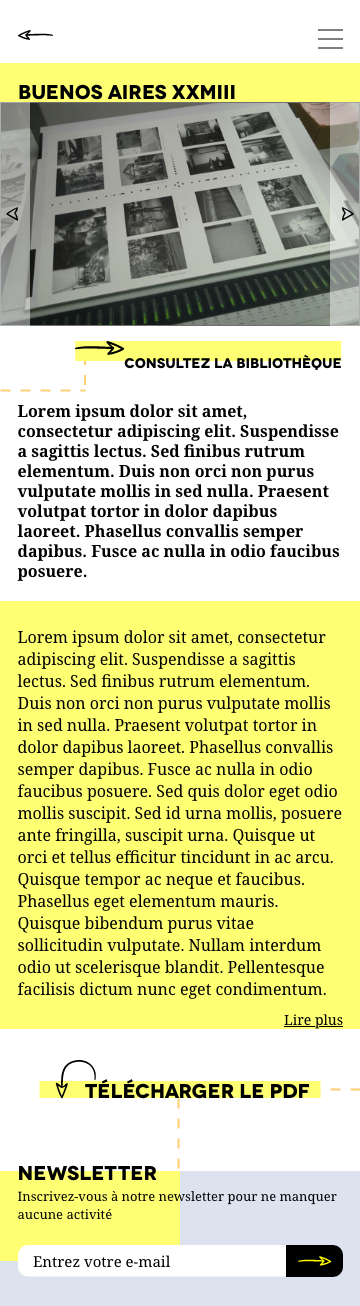 BUENOS AIRES XXMIII
CONSULTEZ LA BIBLIOTHÈQUE
Lorem ipsum dolor sit amet,
consectetur adipiscing elit. Suspendisse
a sagittis lectus. Sed finibus rutrum
elementum. Duis non orci non purus
vulputate mollis in sed nulla. Praesent
volutpat tortor in dolor dapibus
laoreet. Phasellus convallis semper
dapibus. Fusce ac nulla in odio faucibus
posuere.
Lorem ipsum dolor sit amet, consectetur
adipiscing elit. Suspendisse a sagittis
lectus. Sed finibus rutrum elementum.
Duis non orci non purus vulputate mollis
in sed nulla. Praesent volutpat tortor in
dolor dapibus laoreet. Phasellus convallis
semper dapibus. Fusce ac nulla in odio
faucibus posuere. Sed quis dolor eget odio
mollis suscipit. Sed id urna mollis, posuere
ante fringilla, suscipit urna. Quisque ut
orci et tellus efficitur tincidunt in ac arcu.
Quisque tempor ac neque et faucibus.
Phasellus eget elementum mauris.
Quisque bibendum purus vitae
sollicitudin vulputate. Nullam interdum
odio ut scelerisque blandit. Pellentesque
facilisis dictum nunc eget condimentum.
Lire plus
TÉLÉCHARGER LE PDF
NEWSLETTER
Inscrivez-vous à notre newsletter pour ne manquer
aucune activité
Entrez votre e-mail